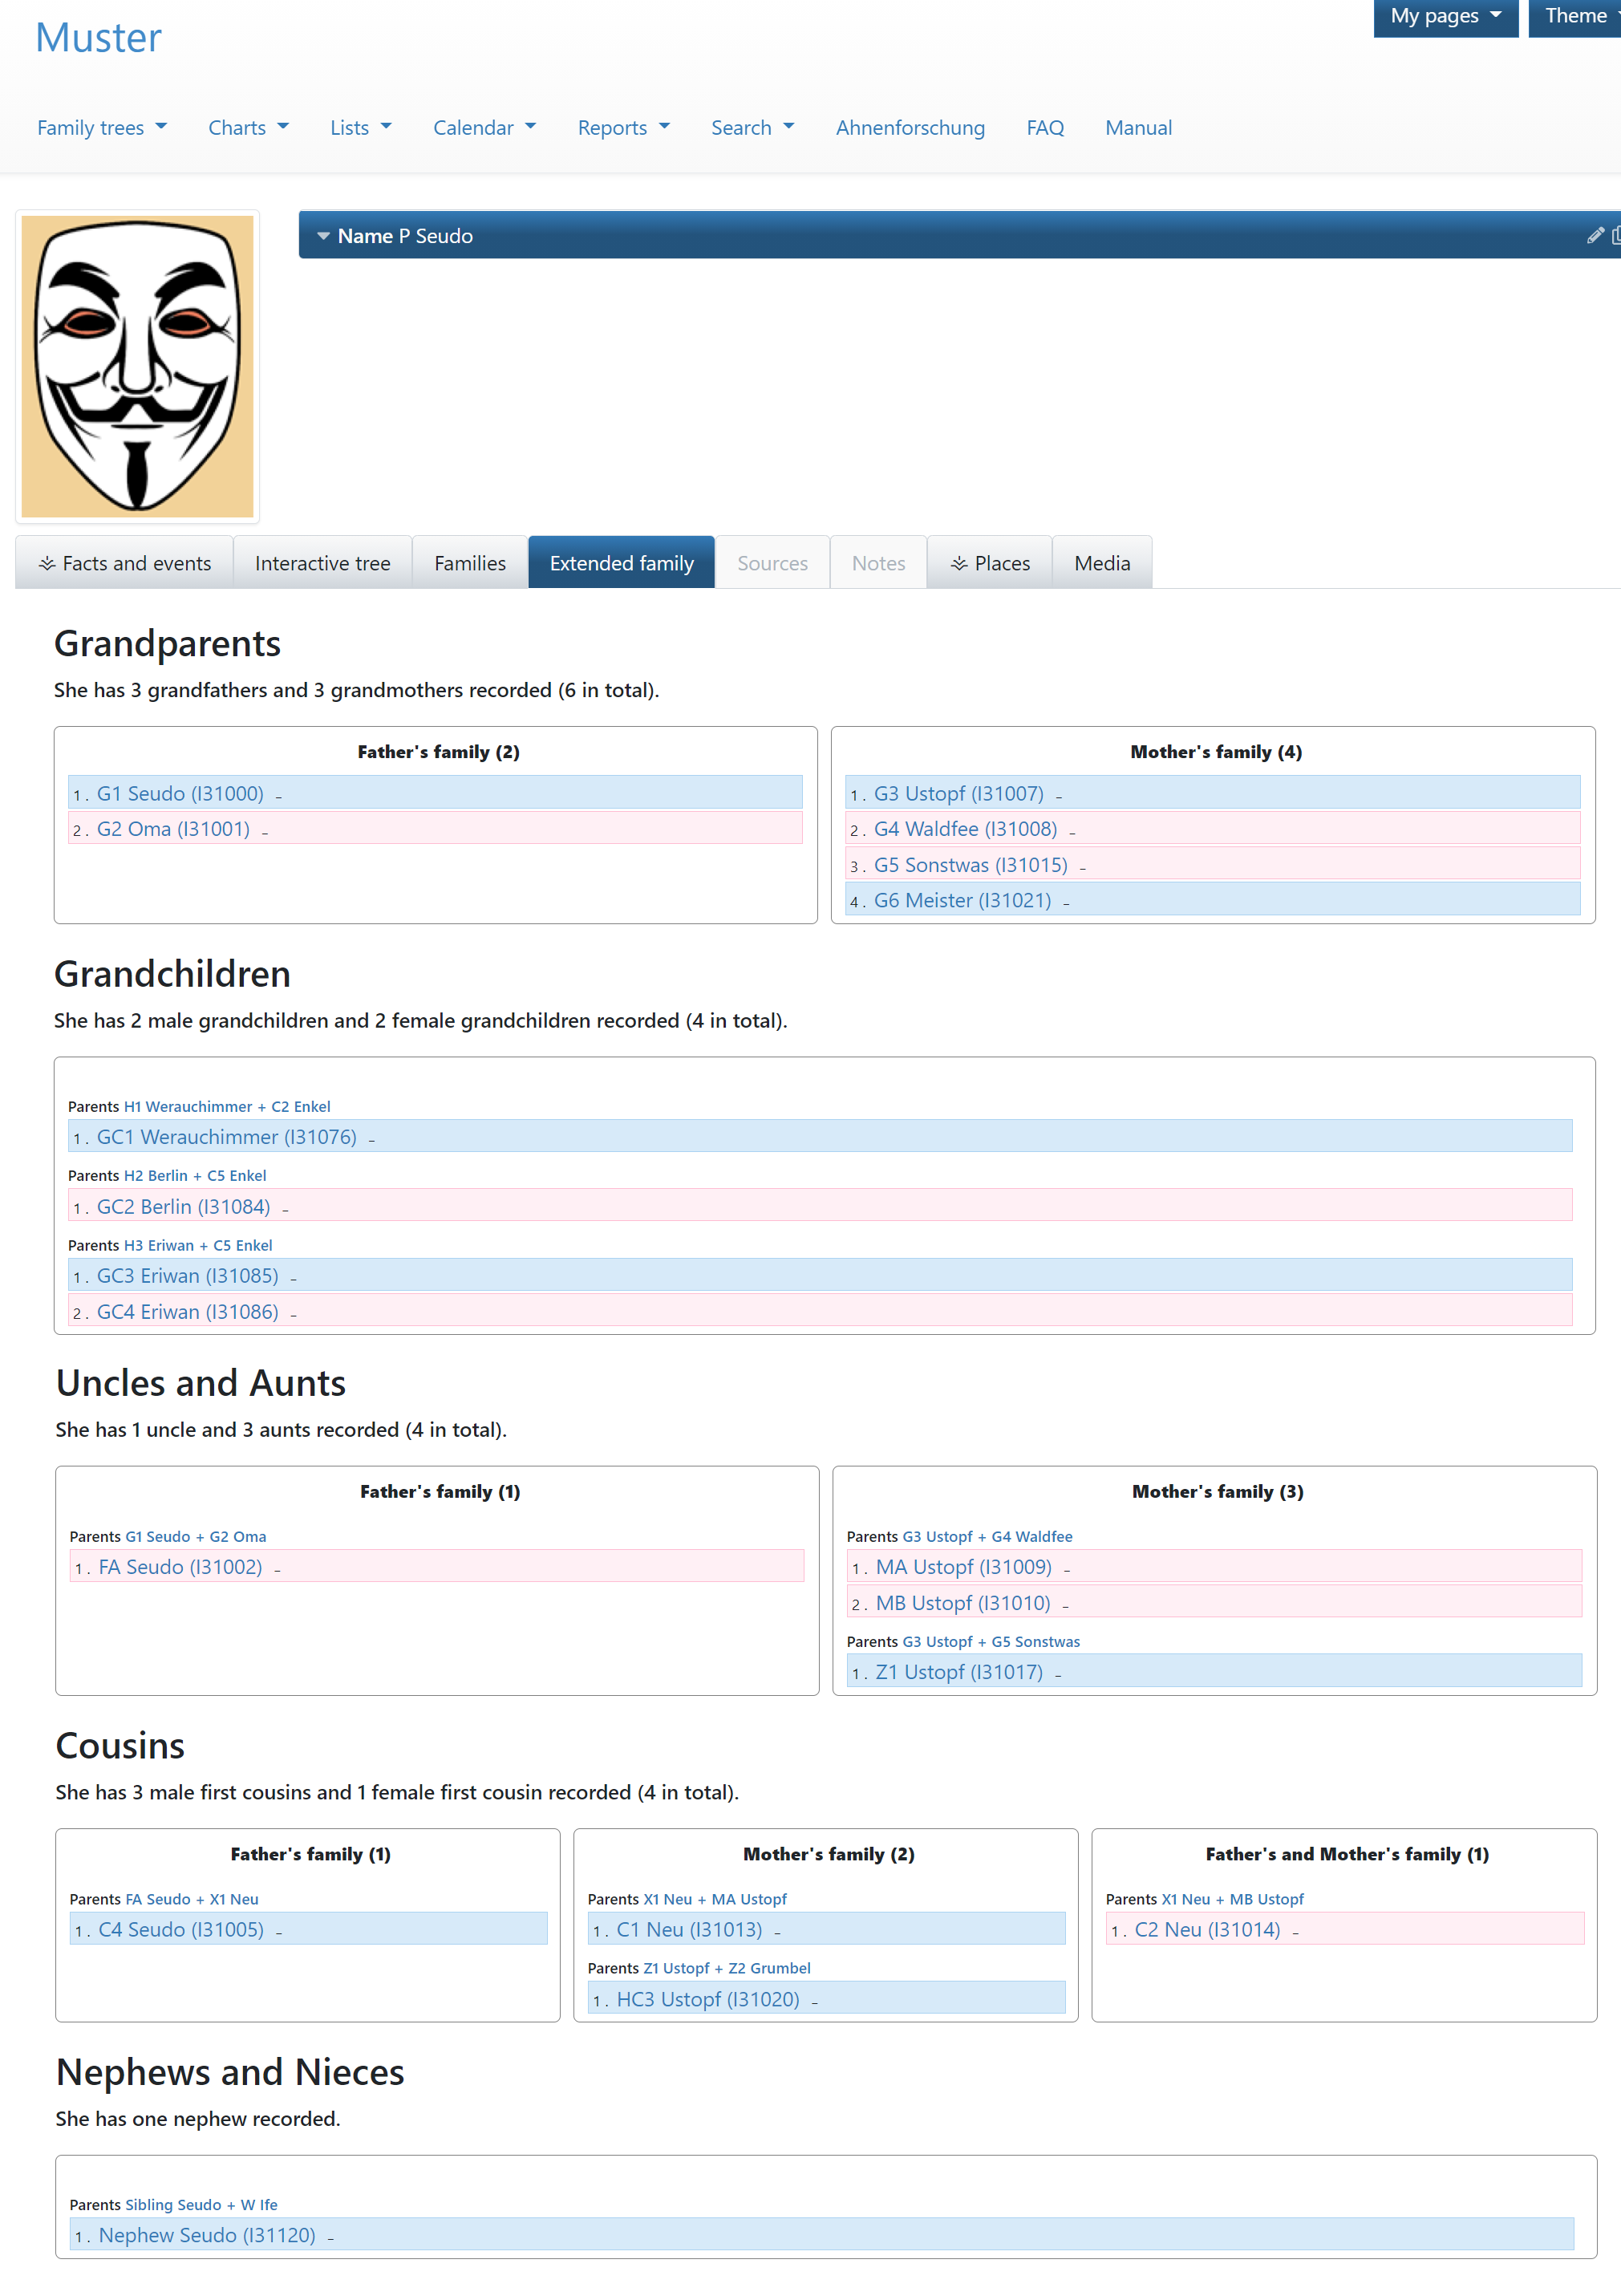 My pages Theme
Muster
Family trees Charts Lists Calendar Reports Search Ahnenforschung FAQ Manual
Name P Seudo
Facts and events Interactive tree Families Extended family Sources Notes Places Media
Grandparents
She has 3 grandfathers and 3 grandmothers recorded (6 in total).
Father's family (2)
1. G1 Seudo (I31000) –
2. G2 Oma (I31001) –
Mother's family (4)
1. G3 Ustopf (I31007) –
2. G4 Waldfee (I31008) –
3. G5 Sonstwas (I31015) –
4. G6 Meister (I31021) –
Grandchildren
She has 2 male grandchildren and 2 female grandchildren recorded (4 in total).
Parents H1 Werauchimmer + C2 Enkel
1. GC1 Werauchimmer (I31076) –
Parents H2 Berlin + C5 Enkel
1. GC2 Berlin (I31084) –
Parents H3 Eriwan + C5 Enkel
1. GC3 Eriwan (I31085) –
2. GC4 Eriwan (I31086) –
Uncles and Aunts
She has 1 uncle and 3 aunts recorded (4 in total).
Father's family (1)
Parents G1 Seudo + G2 Oma
1. FA Seudo (I31002) –
Mother's family (3)
Parents G3 Ustopf + G4 Waldfee
1. MA Ustopf (I31009) –
2. MB Ustopf (I31010) –
Parents G3 Ustopf + G5 Sonstwas
1. Z1 Ustopf (I31017) –
Cousins
She has 3 male first cousins and 1 female first cousin recorded (4 in total).
Father's family (1)
Parents FA Seudo + X1 Neu
1. C4 Seudo (I31005) –
Mother's family (2)
Parents X1 Neu + MA Ustopf
1. C1 Neu (I31013) –
Parents Z1 Ustopf + Z2 Grumbel
1. HC3 Ustopf (I31020) –
Father's and Mother's family (1)
Parents X1 Neu + MB Ustopf
1. C2 Neu (I31014) –
Nephews and Nieces
She has one nephew recorded.
Parents Sibling Seudo + W Ife
1. Nephew Seudo (I31120) –